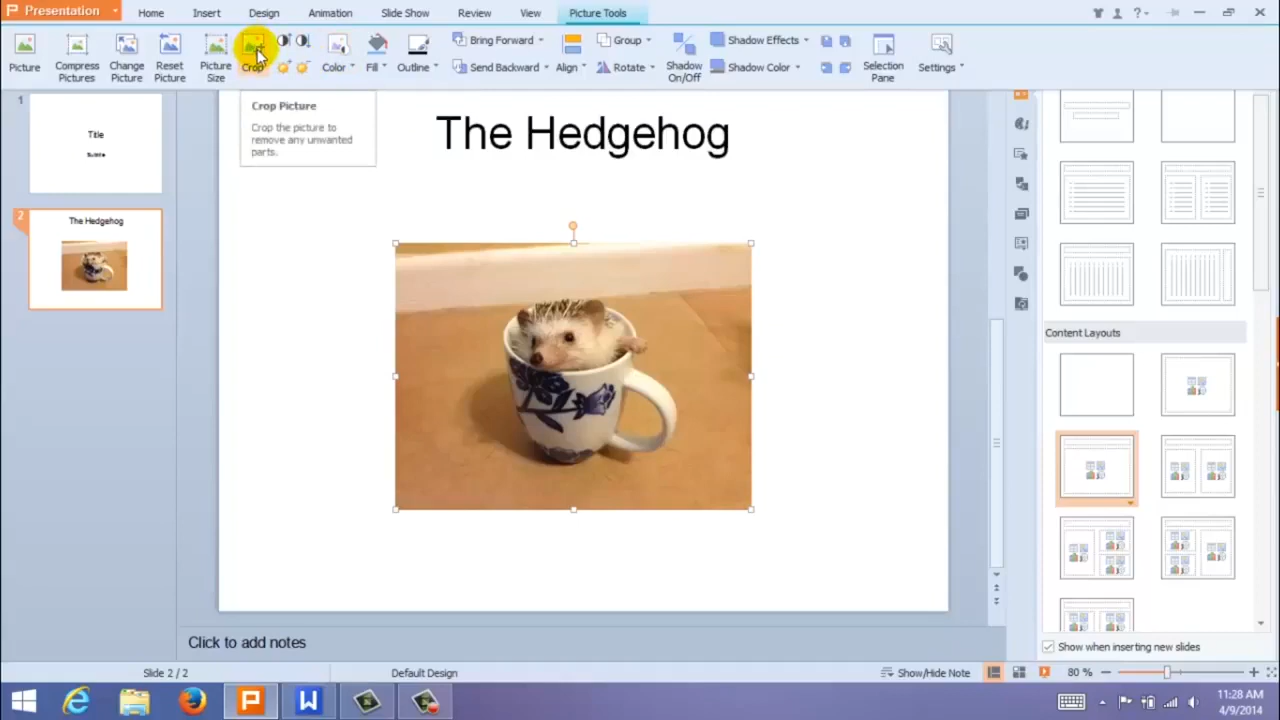 Presentation
Home Insert Design Animation Slide Show Review View Picture Tools
Picture
Compress
Pictures
Change
Picture
Reset
Picture
Picture
Size
Crop
Color
Fill
Outline
Bring Forward
Send Backward
Align
Group
Rotate
Shadow
On/Off
Shadow Effects
Shadow Color
Selection
Pane
Settings
Crop Picture
Crop the picture to
remove any unwanted
parts.
1
Title
2
The Hedgehog
The Hedgehog
Content Layouts
Show when inserting new slides
Click to add notes
Slide 2 / 2 Default Design Show/Hide Note 80 %
11:28 AM
4/9/2014